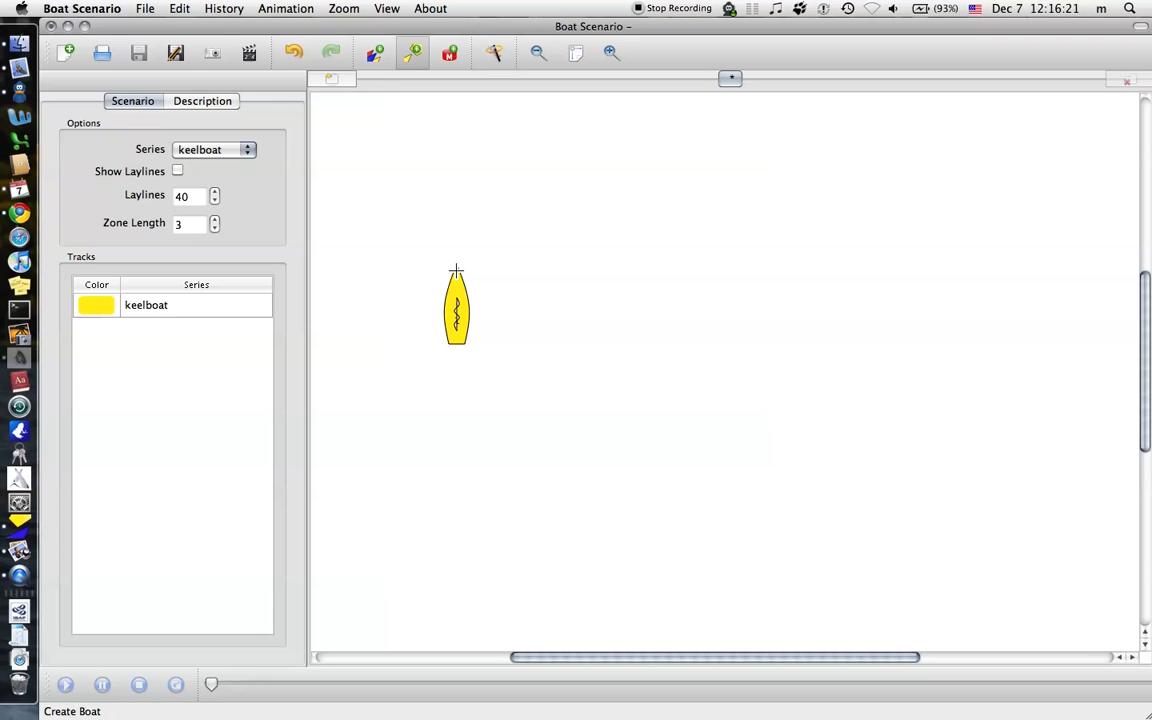 Boat Scenario File Edit History Animation Zoom View About Stop Recording (93%) Dec 7 12:16:21 m
Boat Scenario –
*
Scenario Description
Options
Series keelboat
Show Laylines
Laylines 40
Zone Length 3
Tracks
Color Series
keelboat
Create Boat